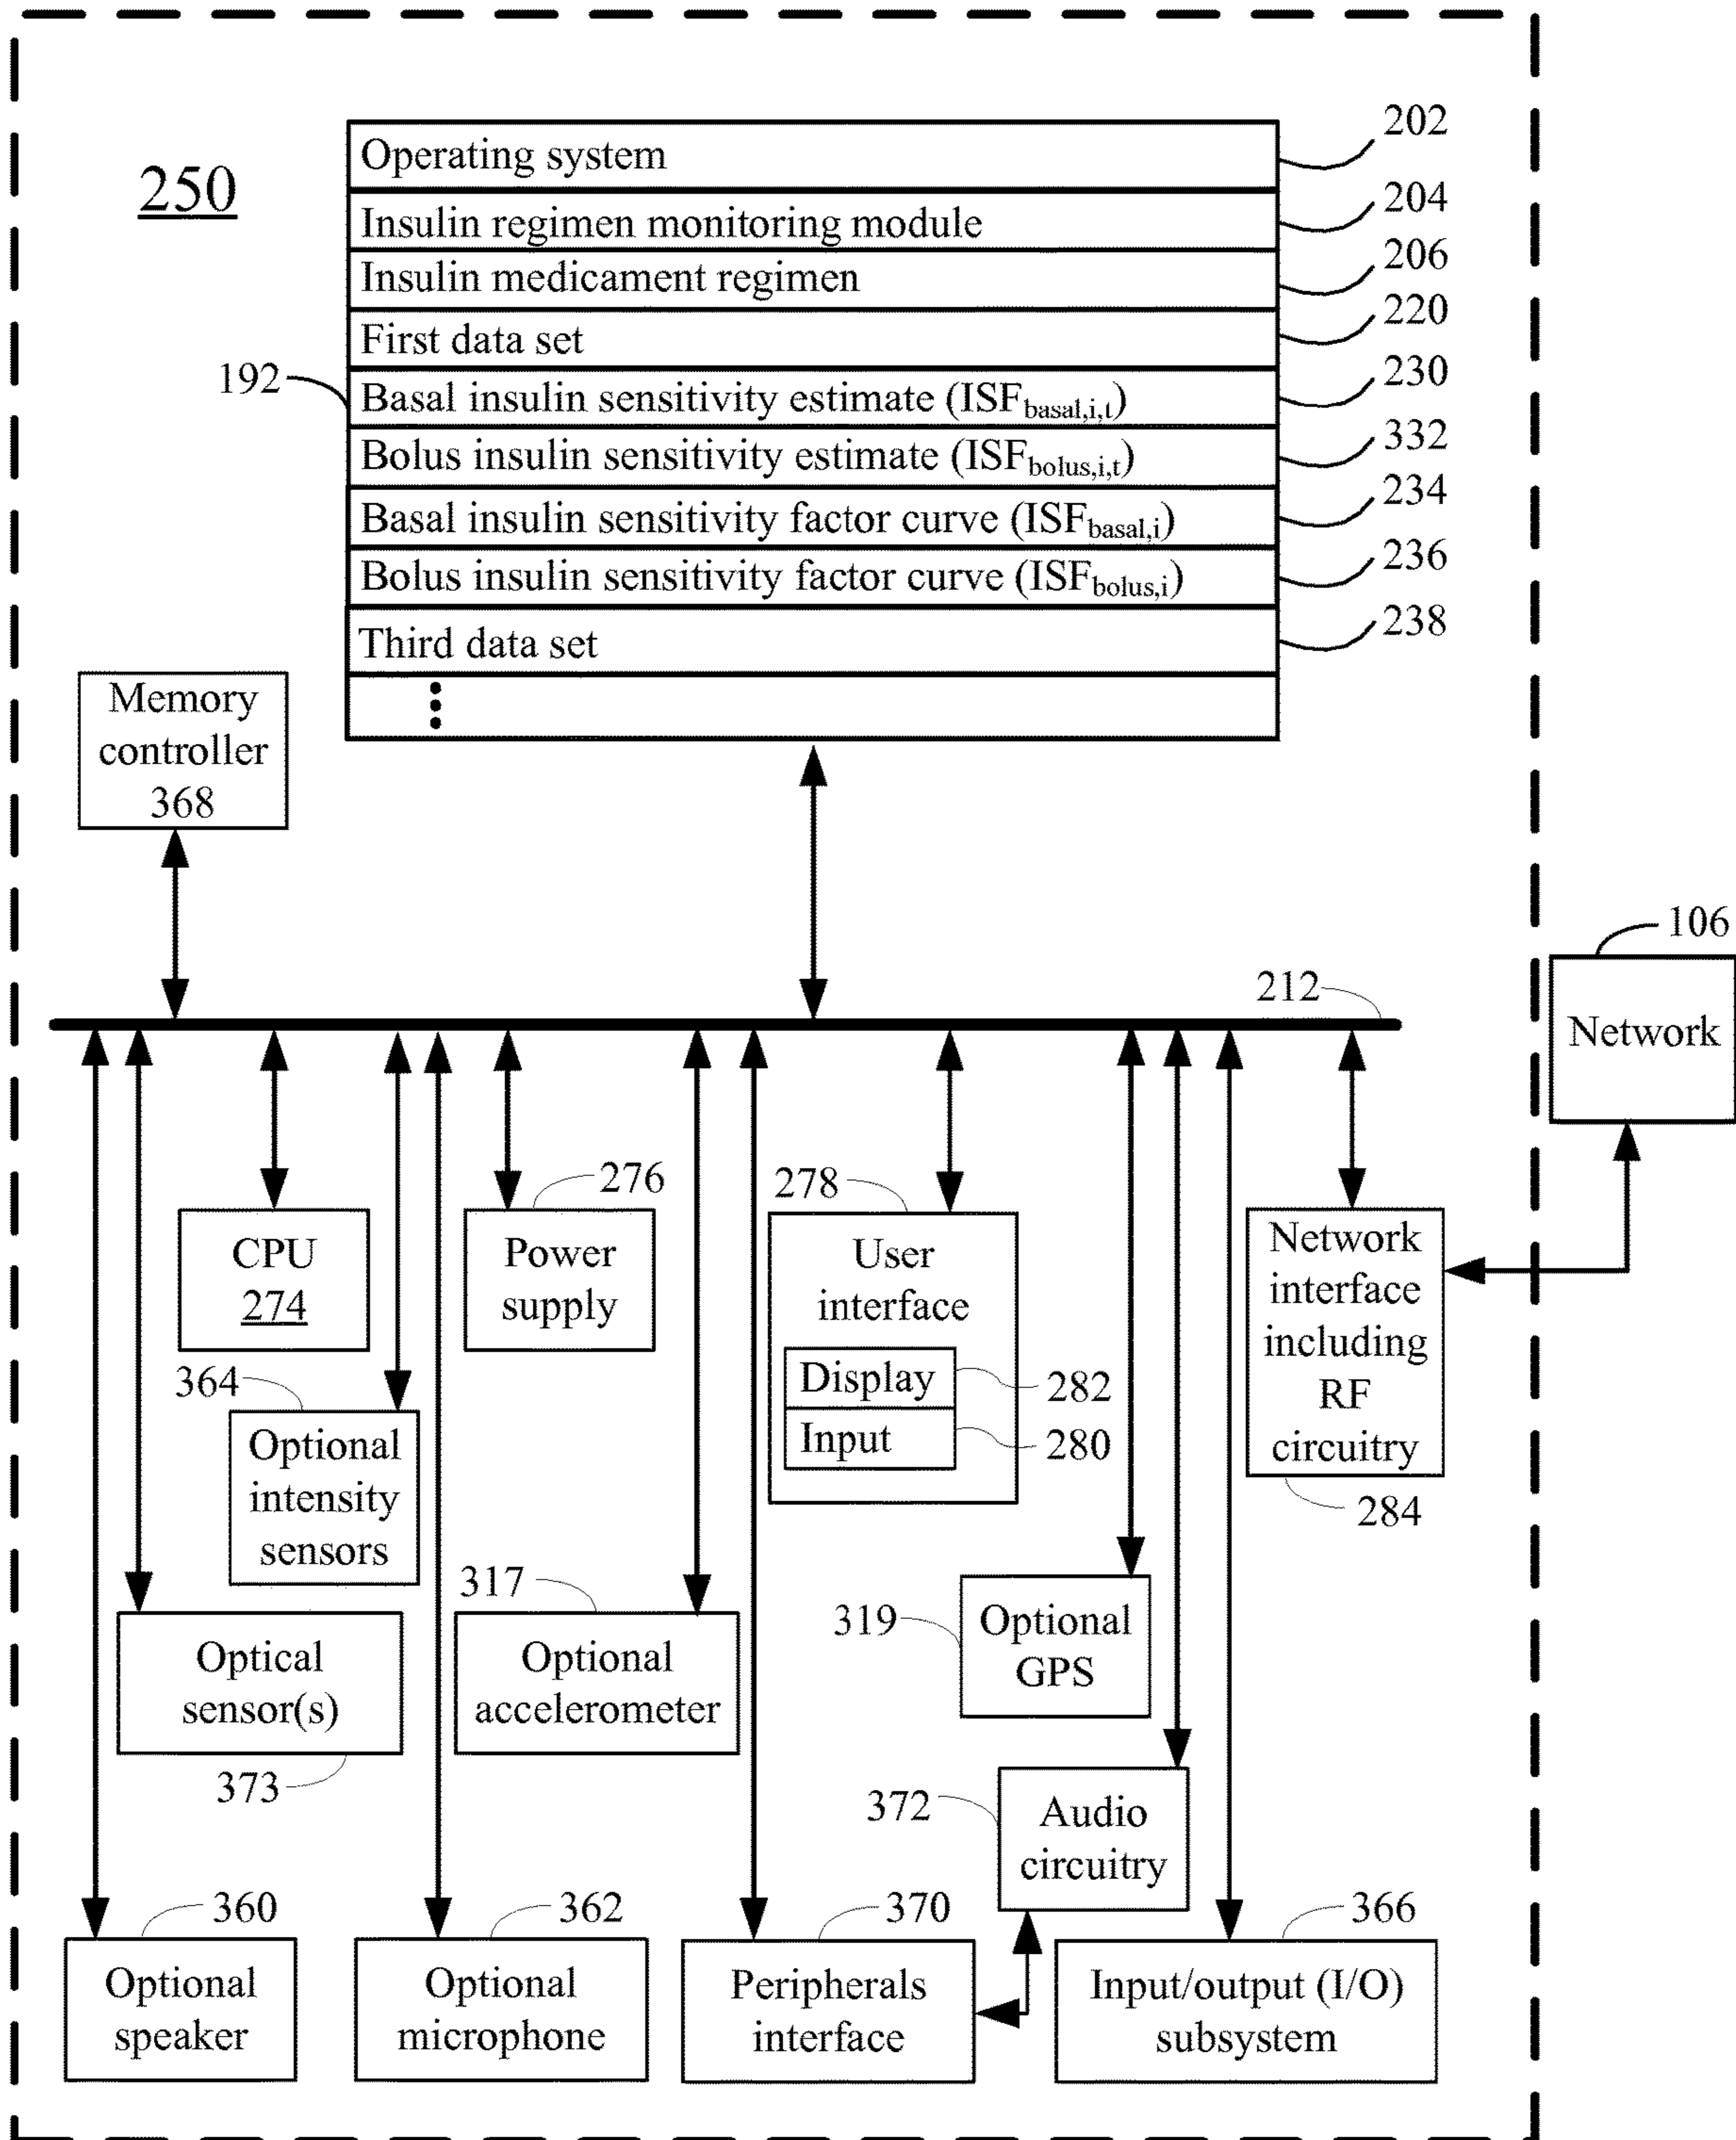 250
Operating system
202
Insulin regimen monitoring module
204
Insulin medicament regimen
206
First data set
220
192
Basal insulin sensitivity estimate (ISFbasal,i,t)
230
Bolus insulin sensitivity estimate (ISFbolus,i,t)
332
Basal insulin sensitivity factor curve (ISFbasal,i)
234
Bolus insulin sensitivity factor curve (ISFbolus,i)
236
Third data set
238
Memory
controller
368
106
Network
212
CPU
274
276
Power
supply
278
User
interface
Display
282
Input
280
Network
interface
including
RF
circuitry
284
364
Optional
intensity
sensors
Optical
sensor(s)
373
317
Optional
accelerometer
319
Optional
GPS
372
Audio
circuitry
360
Optional
speaker
362
Optional
microphone
370
Peripherals
interface
366
Input/output (I/O)
subsystem